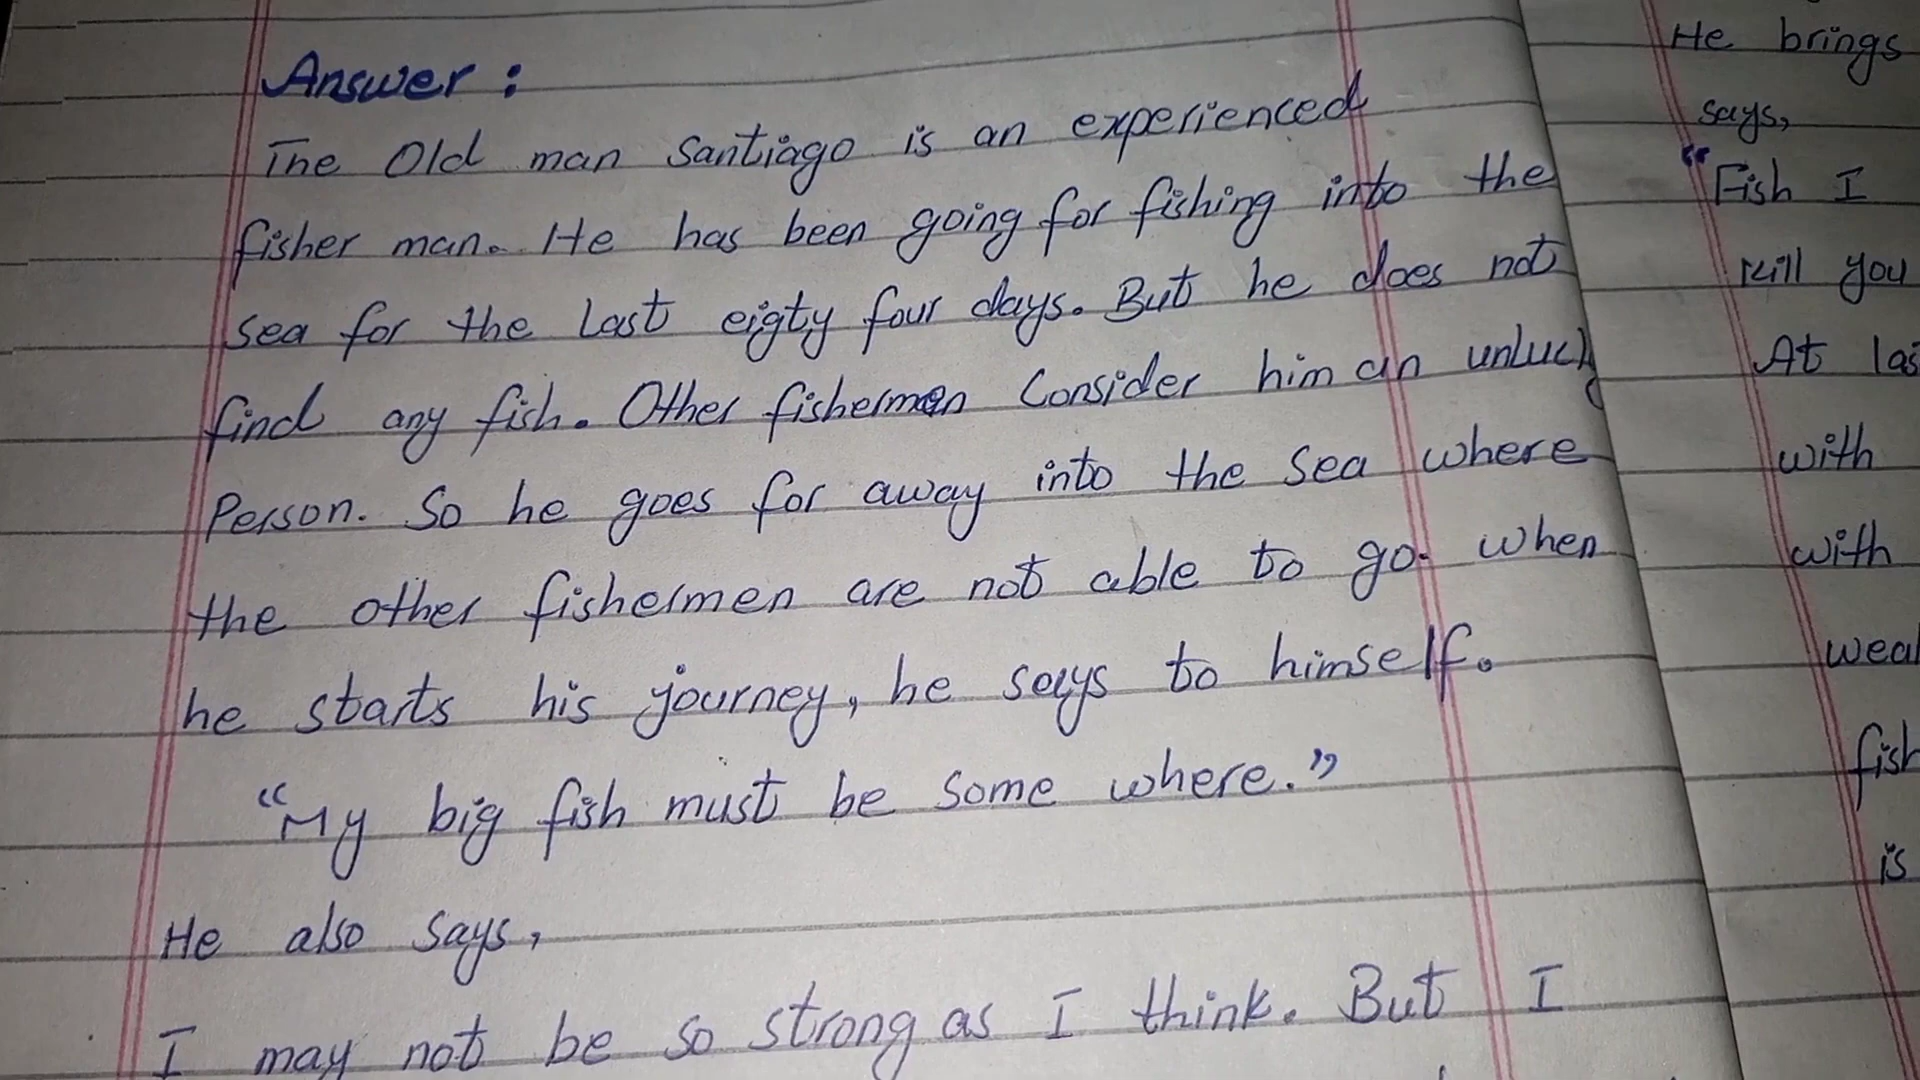 Answer :
The Old man Santiago is an experienced
fisher man. He has been going for fishing into the
sea for the last eigty four days. But he does not
find any fish. Other fishermen Consider him an unlucky
Person. So he goes for away into the Sea where
the other fishermen are not able to go. when
he starts his journey, he says to himself.
"My big fish must be some where."
He also says,
I may not be so strong as I think. But I
He brings
says,
"Fish I
kill you
At las
with
with
weak
fish
is